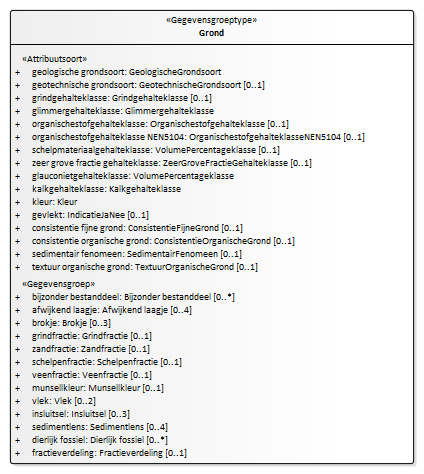 «Gegevensgroeptype»
Grond
«Attribuutsoort»
+ geologische grondsoort: GeologischeGrondsoort
+ geotechnische grondsoort: GeotechnischeGrondsoort [0..1]
+ grindgehalteklasse: Grindgehalteklasse [0..1]
+ glimmergehalteklasse: Glimmergehalteklasse
+ organischestofgehalteklasse: Organischestofgehalteklasse [0..1]
+ organischestofgehalteklasse NEN5104: OrganischestofgehalteklasseNEN5104 [0..1]
+ schelpmateriaalgehalteklasse: VolumePercentageklasse [0..1]
+ zeer grove fractie gehalteklasse: ZeerGroveFractieGehalteklasse [0..1]
+ glauconietgehalteklasse: VolumePercentageklasse
+ kalkgehalteklasse: Kalkgehalteklasse
+ kleur: Kleur
+ gevlekt: IndicatieJaNee [0..1]
+ consistentie fijne grond: ConsistentieFijneGrond [0..1]
+ consistentie organische grond: ConsistentieOrganischeGrond [0..1]
+ sedimentair fenomeen: SedimentairFenomeen [0..1]
+ textuur organische grond: TextuurOrganischeGrond [0..1]
«Gegevensgroep»
+ bijzonder bestanddeel: Bijzonder bestanddeel [0..*]
+ afwijkend laagje: Afwijkend laagje [0..4]
+ brokje: Brokje [0..3]
+ grindfractie: Grindfractie [0..1]
+ zandfractie: Zandfractie [0..1]
+ schelpenfractie: Schelpenfractie [0..1]
+ veenfractie: Veenfractie [0..1]
+ munsellkleur: Munsellkleur [0..1]
+ vlek: Vlek [0..2]
+ insluitsel: Insluitsel [0..3]
+ sedimentlens: Sedimentlens [0..4]
+ dierlijk fossiel: Dierlijk fossiel [0..*]
+ fractieverdeling: Fractieverdeling [0..1]